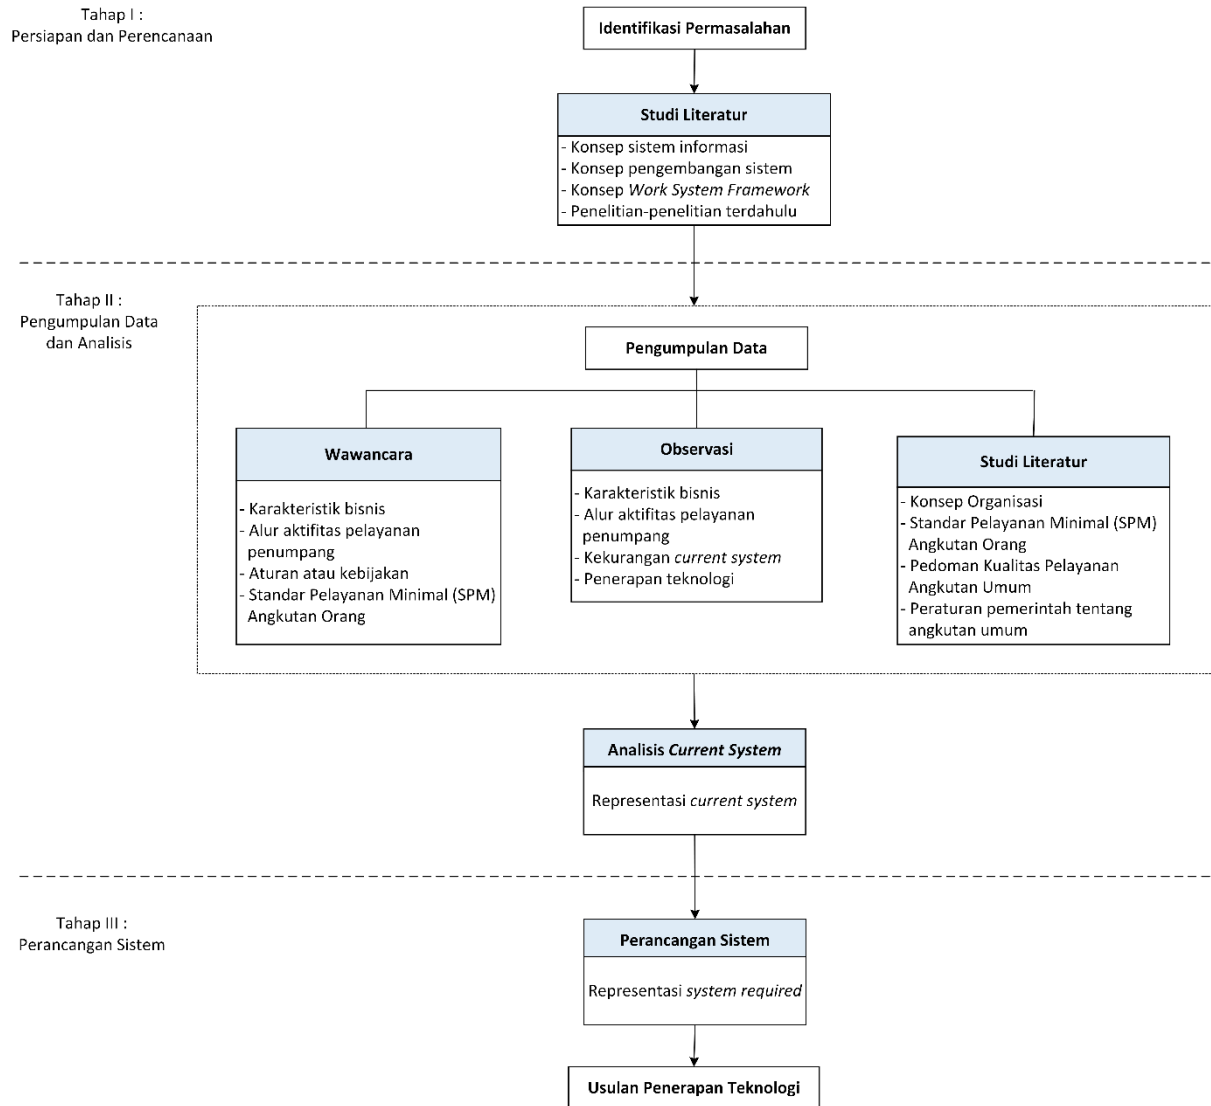 Tahap I :
Persiapan dan Perencanaan
Identifikasi Permasalahan
Studi Literatur
- Konsep sistem informasi
- Konsep pengembangan sistem
- Konsep Work System Framework
- Penelitian-penelitian terdahulu
Tahap II :
Pengumpulan Data
dan Analisis
Pengumpulan Data
Wawancara
- Karakteristik bisnis
- Alur aktifitas pelayanan
penumpang
- Aturan atau kebijakan
- Standar Pelayanan Minimal (SPM)
Angkutan Orang
Observasi
- Karakteristik bisnis
- Alur aktifitas pelayanan
penumpang
- Kekurangan current system
- Penerapan teknologi
Studi Literatur
- Konsep Organisasi
- Standar Pelayanan Minimal (SPM)
Angkutan Orang
- Pedoman Kualitas Pelayanan
Angkutan Umum
- Peraturan pemerintah tentang
angkutan umum
Analisis Current System
Representasi current system
Tahap III :
Perancangan Sistem
Perancangan Sistem
Representasi system required
Usulan Penerapan Teknologi